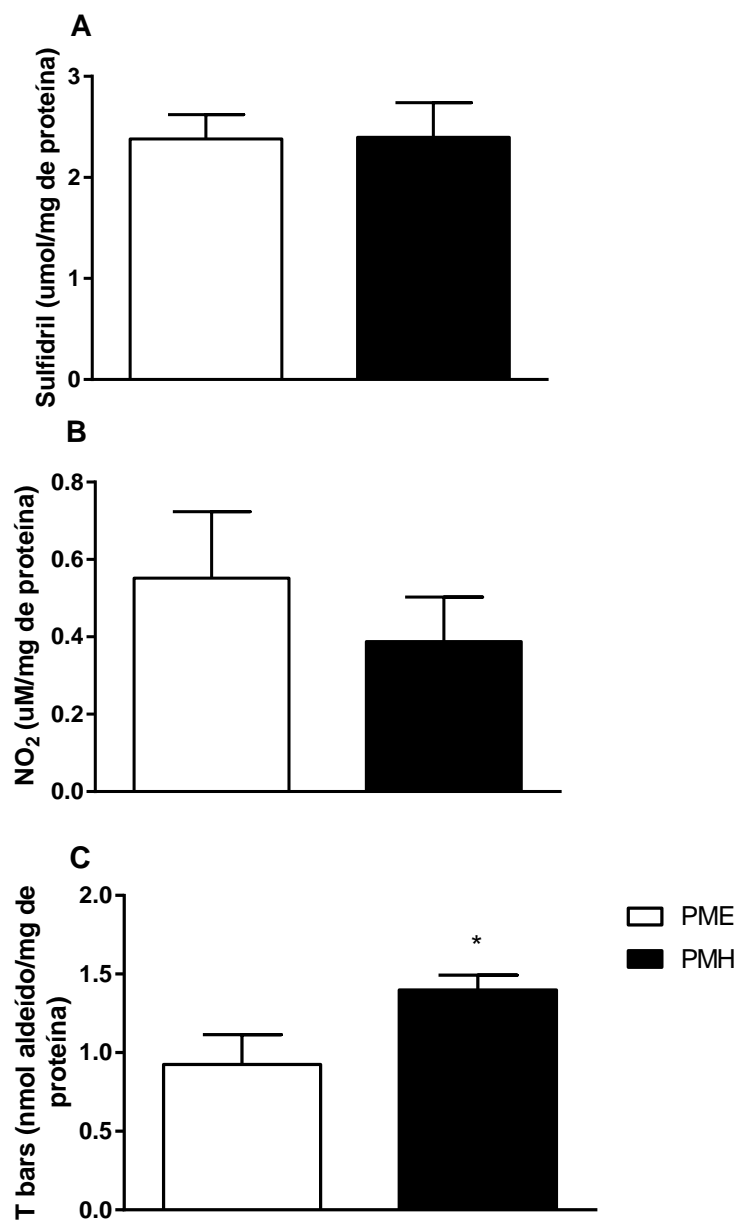 A
Sulfidril (umol/mg de proteína)
3
2
1
0
B
NO₂ (uM/mg de proteína)
0.8
0.6
0.4
0.2
0.0
C
T bars (nmol aldeído/mg de
proteína)
2.0
1.5
1.0
0.5
0.0
*
PME
PMH